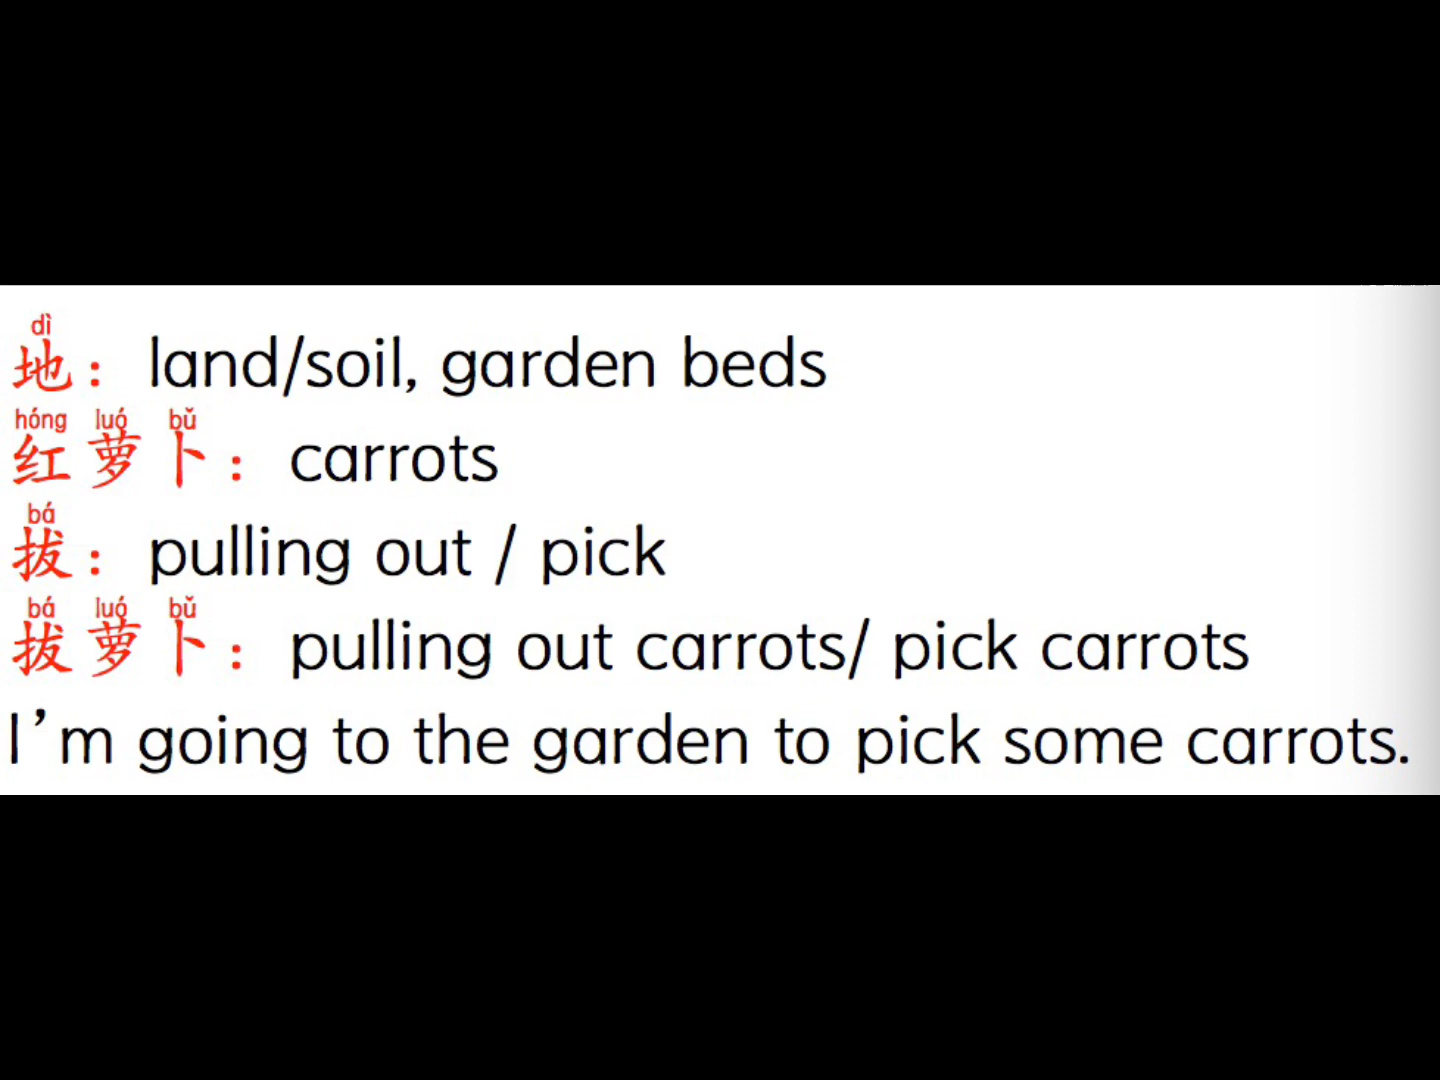 dì
地：land/soil, garden beds
hóng luó bǔ
红萝卜：carrots
bá
拔：pulling out / pick
bá luó bǔ
拔萝卜：pulling out carrots/ pick carrots
I’m going to the garden to pick some carrots.